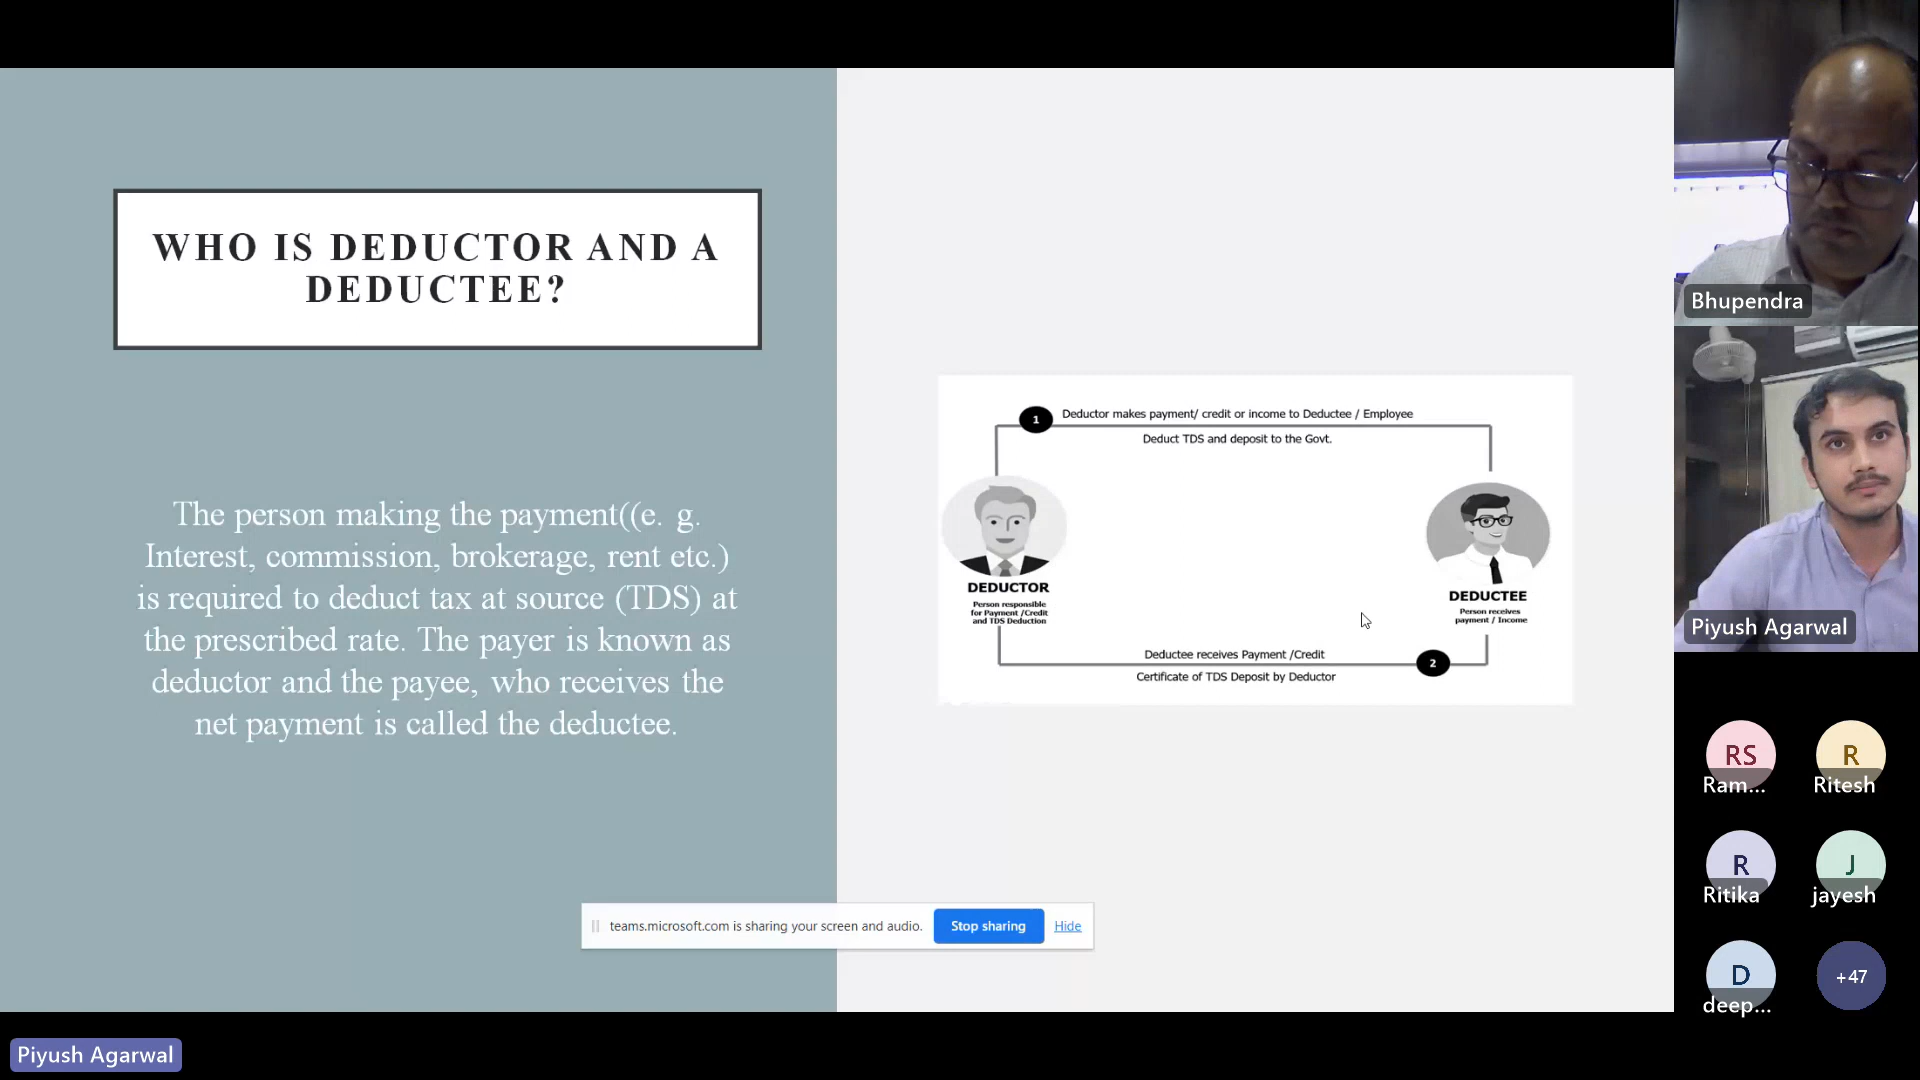 WHO IS DEDUCTOR AND A
DEDUCTEE?
The person making the payment((e. g.
Interest, commission, brokerage, rent etc.)
is required to deduct tax at source (TDS) at
the prescribed rate. The payer is known as
deductor and the payee, who receives the
net payment is called the deductee.
1
Deductor makes payment/ credit or income to Deductee / Employee
Deduct TDS and deposit to the Govt.
DEDUCTOR
Person responsible
for Payment /Credit
and TDS Deduction
DEDUCTEE
Person receives
payment / Income
Deductee receives Payment /Credit
2
Certificate of TDS Deposit by Deductor
teams.microsoft.com is sharing your screen and audio.
Stop sharing
Hide
Bhupendra
Piyush Agarwal
RS
Ram...
R
Ritesh
R
Ritika
J
jayesh
D
deep...
+47
Piyush Agarwal